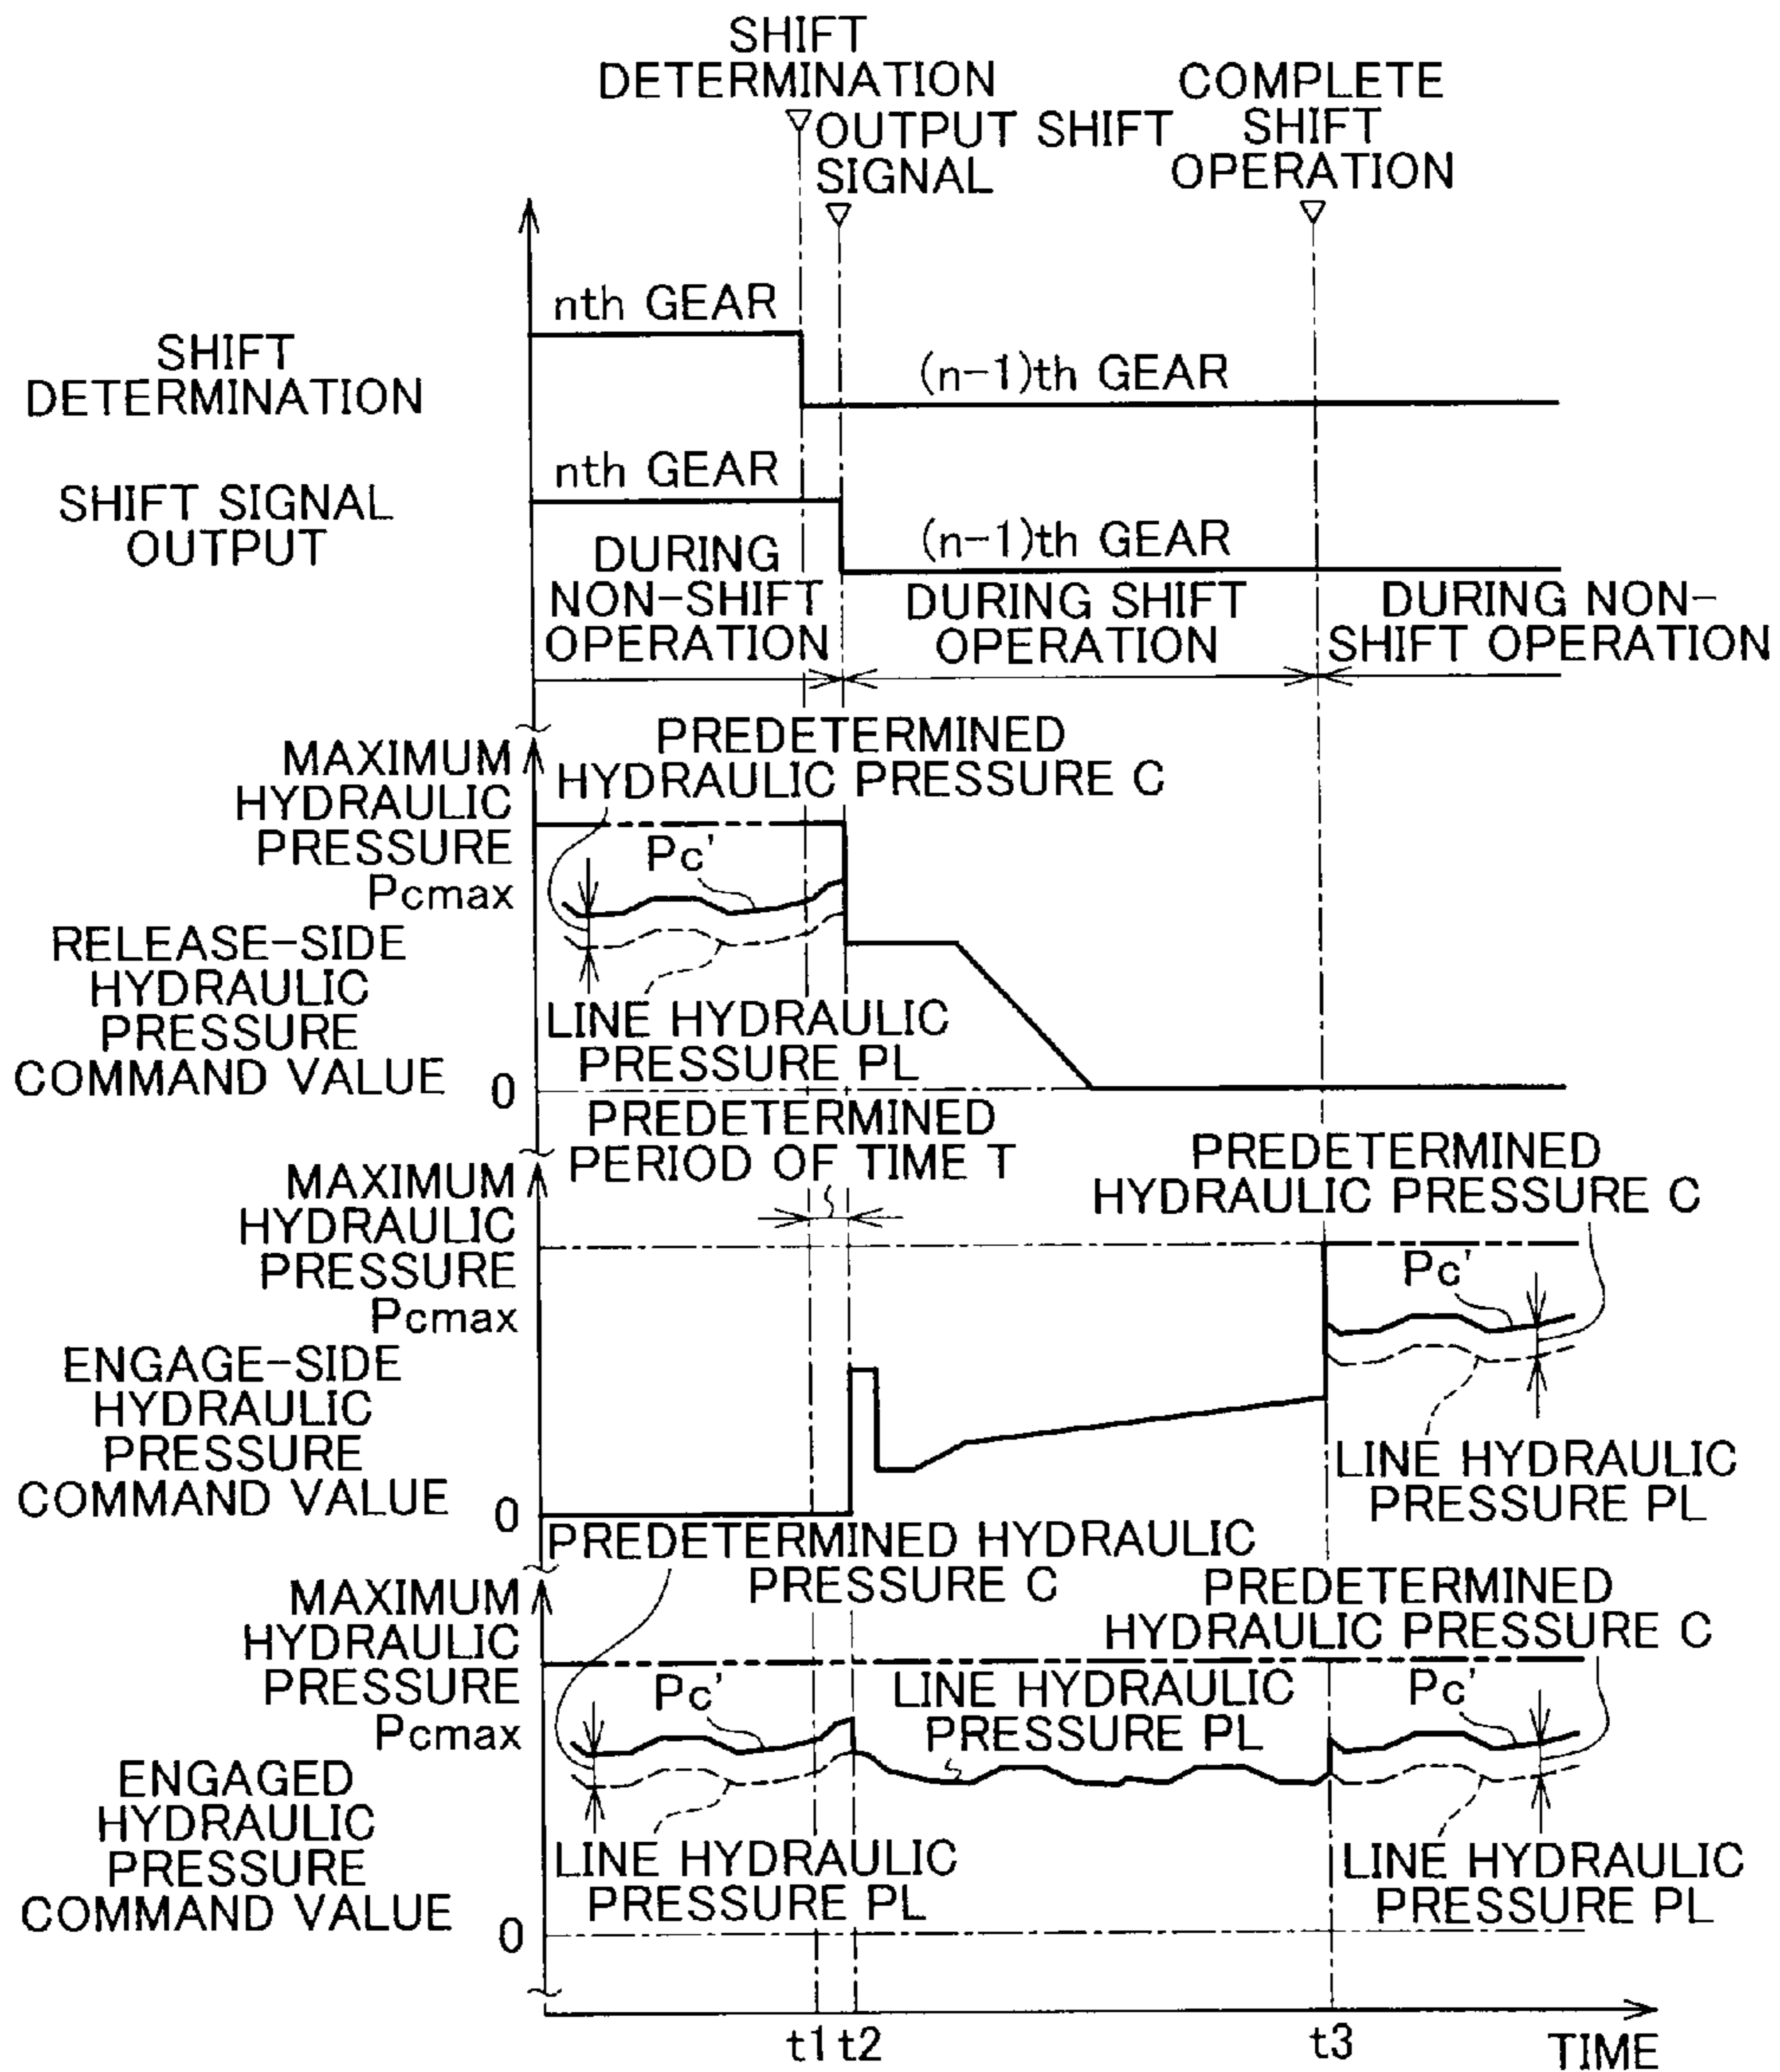 SHIFT
DETERMINATION
OUTPUT SHIFT
SIGNAL
COMPLETE
SHIFT
OPERATION
SHIFT
DETERMINATION
nth GEAR
(n-1)th GEAR
SHIFT SIGNAL
OUTPUT
nth GEAR
(n-1)th GEAR
DURING
NON-SHIFT
OPERATION
DURING SHIFT
OPERATION
DURING NON-
SHIFT OPERATION
MAXIMUM
HYDRAULIC
PRESSURE
Pcmax
PREDETERMINED
HYDRAULIC PRESSURE C
Pc'
RELEASE-SIDE
HYDRAULIC
PRESSURE
COMMAND VALUE
0
LINE HYDRAULIC
PRESSURE PL
PREDETERMINED
PERIOD OF TIME T
MAXIMUM
HYDRAULIC
PRESSURE
Pcmax
PREDETERMINED
HYDRAULIC PRESSURE C
Pc'
ENGAGE-SIDE
HYDRAULIC
PRESSURE
COMMAND VALUE
0
LINE HYDRAULIC
PRESSURE PL
PREDETERMINED HYDRAULIC
PRESSURE C
PREDETERMINED
HYDRAULIC PRESSURE C
MAXIMUM
HYDRAULIC
PRESSURE
Pcmax
Pc'
LINE HYDRAULIC
PRESSURE PL
Pc'
ENGAGED
HYDRAULIC
PRESSURE
COMMAND VALUE
0
LINE HYDRAULIC
PRESSURE PL
LINE HYDRAULIC
PRESSURE PL
t1 t2 t3 TIME